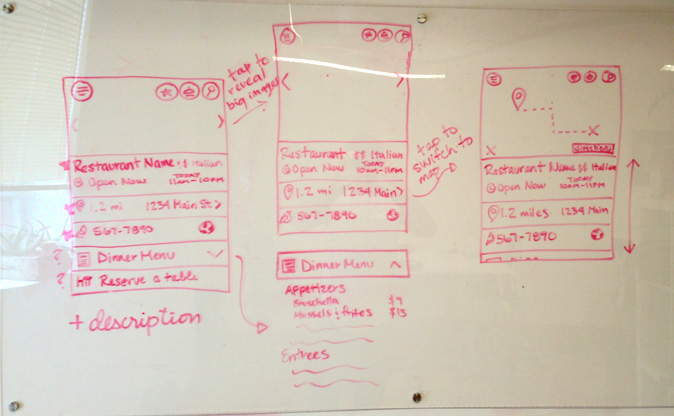 Restaurant Name $$ Italian
Open Now TODAY 11AM-10PM
1.2 mi 1234 Main St >
567-7890
? Dinner Menu
? Reserve a table
+ description
tap to
reveal
big images
Restaurant $$ Italian
Open Now TODAY 10AM-11PM
1.2 mi 1234 Main >
567-7890
Dinner Menu
Appetizers
Bruschetta $9
Mussels & frites $13
Entrees
tap to
switch to
map
Restaurant Name $$ Italian
Open Now TODAY 10AM-11PM
1.2 miles 1234 Main
567-7890